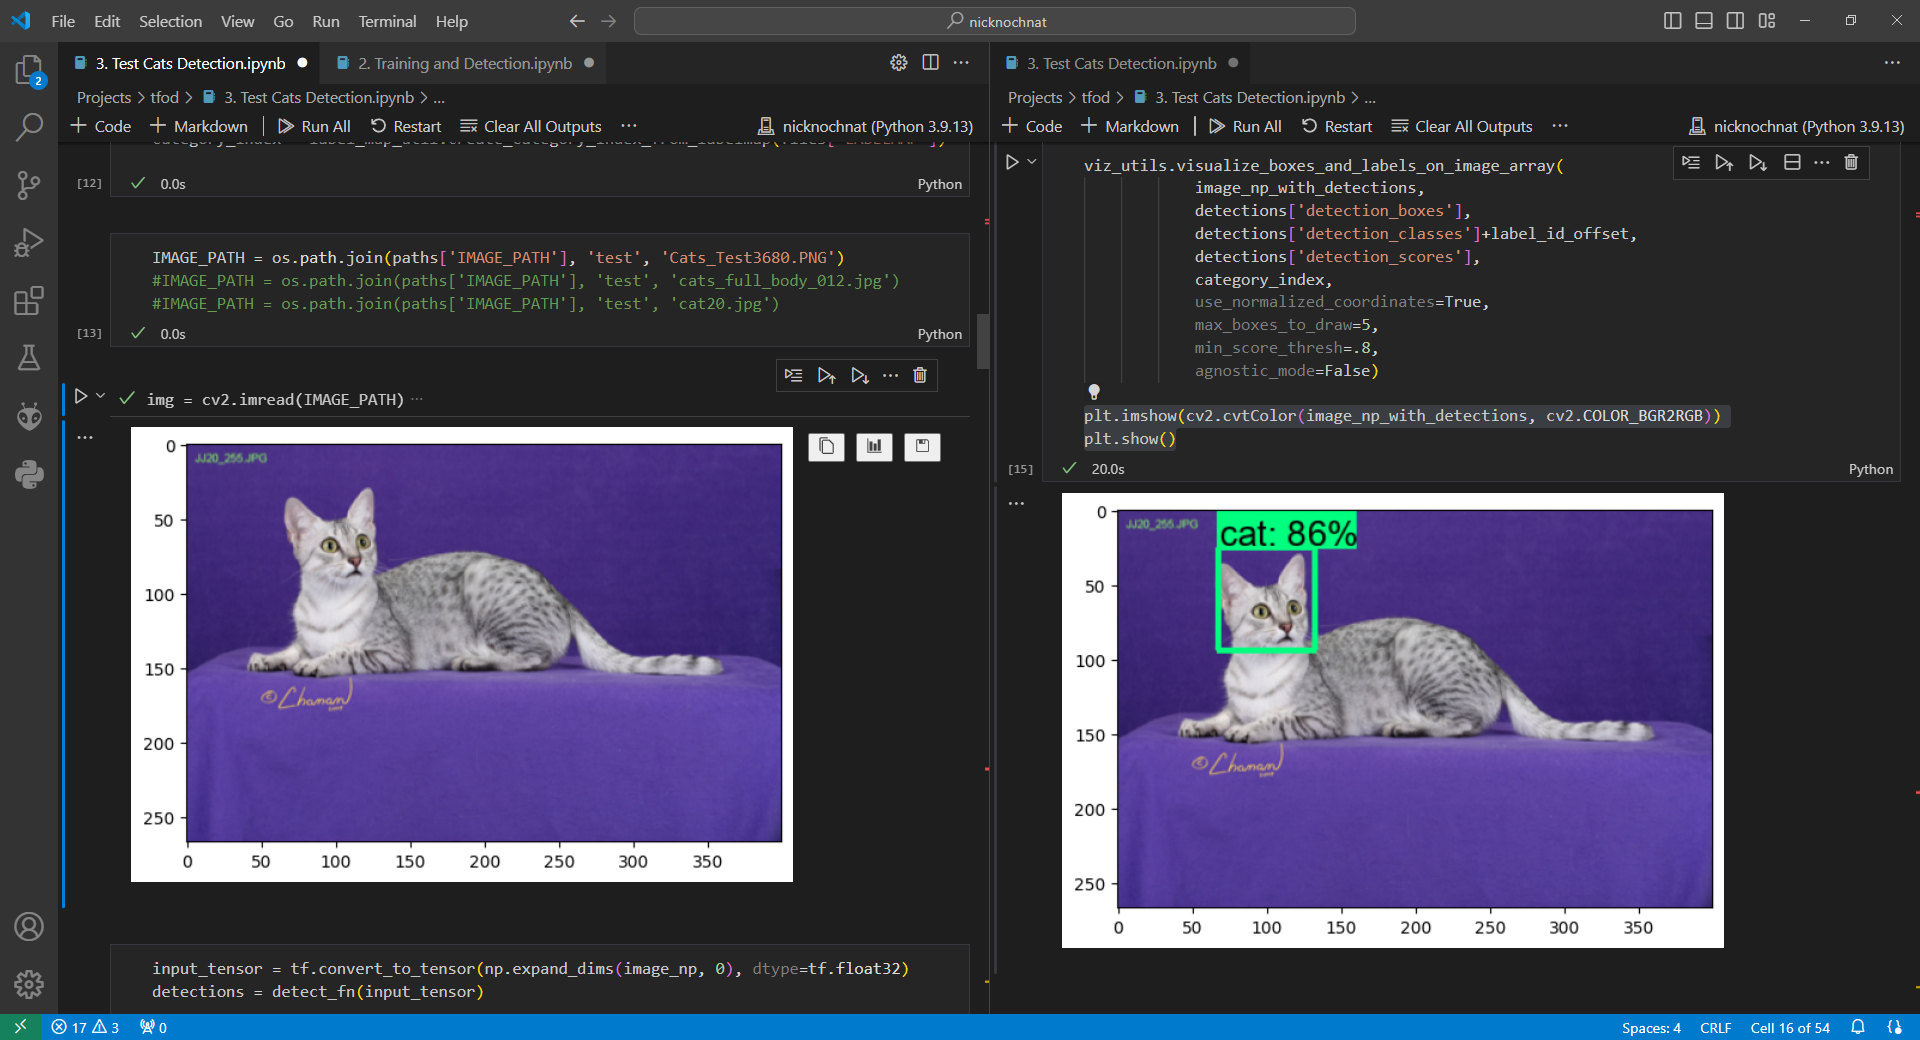 File Edit Selection View Go Run Terminal Help
nicknochnat
2
3. Test Cats Detection.ipynb
2. Training and Detection.ipynb
Projects > tfod > 3. Test Cats Detection.ipynb > ...
+ Code + Markdown Run All Restart Clear All Outputs ... nicknochnat (Python 3.9.13)
[12] 0.0s Python
IMAGE_PATH = os.path.join(paths['IMAGE_PATH'], 'test', 'Cats_Test3680.PNG')
#IMAGE_PATH = os.path.join(paths['IMAGE_PATH'], 'test', 'cats_full_body_012.jpg')
#IMAGE_PATH = os.path.join(paths['IMAGE_PATH'], 'test', 'cat20.jpg')
[13] 0.0s Python
img = cv2.imread(IMAGE_PATH) ...
JJ20_255.JPG
0
50
100
150
200
250
0 50 100 150 200 250 300 350
© Chanan
input_tensor = tf.convert_to_tensor(np.expand_dims(image_np, 0), dtype=tf.float32)
detections = detect_fn(input_tensor)
3. Test Cats Detection.ipynb
Projects > tfod > 3. Test Cats Detection.ipynb > ...
+ Code + Markdown Run All Restart Clear All Outputs ... nicknochnat (Python 3.9.13)
viz_utils.visualize_boxes_and_labels_on_image_array(
image_np_with_detections,
detections['detection_boxes'],
detections['detection_classes']+label_id_offset,
detections['detection_scores'],
category_index,
use_normalized_coordinates=True,
max_boxes_to_draw=5,
min_score_thresh=.8,
agnostic_mode=False)
plt.imshow(cv2.cvtColor(image_np_with_detections, cv2.COLOR_BGR2RGB))
plt.show()
[15] 20.0s Python
JJ20_255.JPG
cat: 86%
0
50
100
150
200
250
0 50 100 150 200 250 300 350
© Chanan
17 3 0 Spaces: 4 CRLF Cell 16 of 54